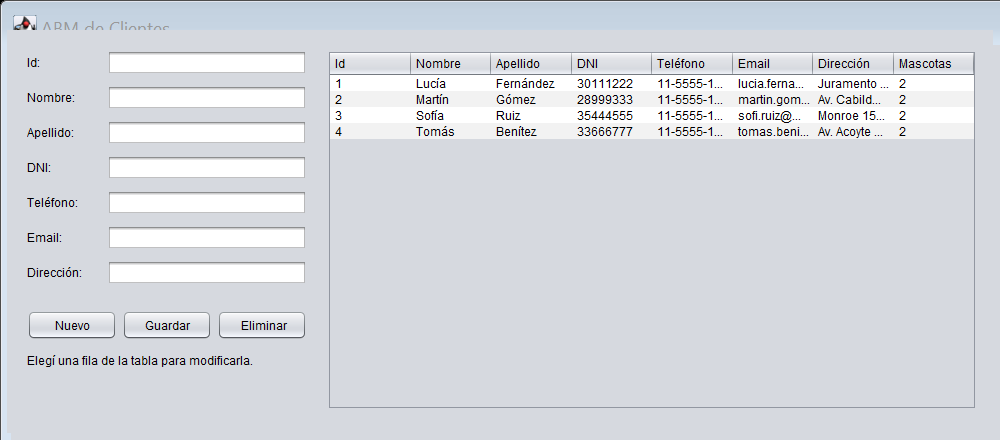 ABM de Clientes
Id:
Nombre:
Apellido:
DNI:
Teléfono:
Email:
Dirección:
Nuevo Guardar Eliminar
Elegí una fila de la tabla para modificarla.
Id Nombre Apellido DNI Teléfono Email Dirección Mascotas
1 Lucía Fernández 30111222 11-5555-1... lucia.ferna... Juramento ... 2
2 Martín Gómez 28999333 11-5555-1... martin.gom... Av. Cabild... 2
3 Sofía Ruiz 35444555 11-5555-1... sofi.ruiz@... Monroe 15... 2
4 Tomás Benítez 33666777 11-5555-1... tomas.beni... Av. Acoyte ... 2